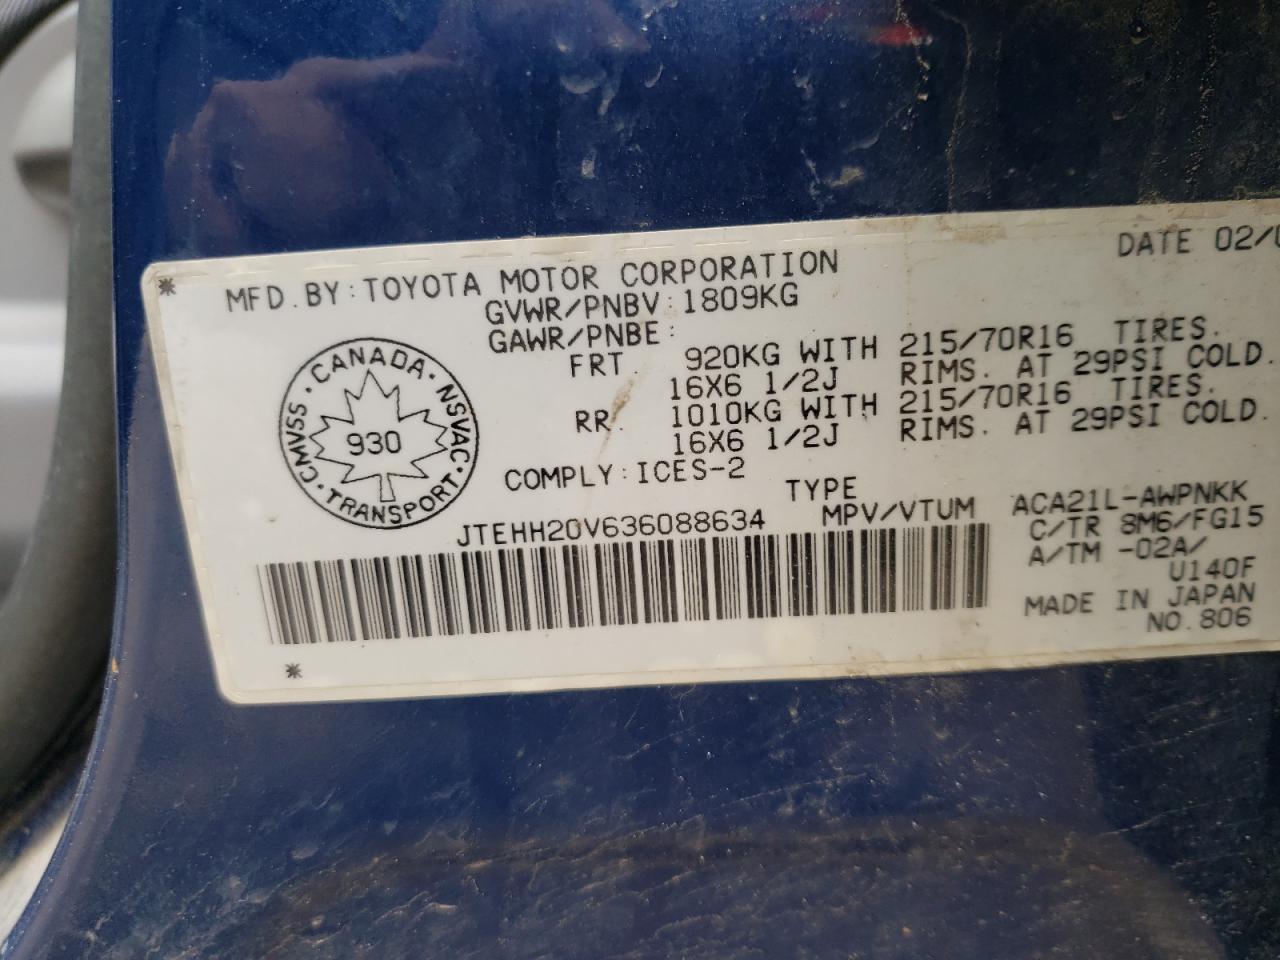 * MFD. BY: TOYOTA MOTOR CORPORATION DATE 02/
GVWR/PNBV: 1809KG
GAWR/PNBE:
FRT. 920KG WITH 215/70R16 TIRES.
16X6 1/2J RIMS. AT 29PSI COLD.
RR. 1010KG WITH 215/70R16 TIRES.
16X6 1/2J RIMS. AT 29PSI COLD.
COMPLY: ICES-2
CANADA · NSVAC · TRANSPORT · CMVSS ·
930
TYPE
JTEHH20V636088634 MPV/VTUM
ACA21L-AWPNKK
C/TR 8M6/FG15
A/TM -02A/
U140F
MADE IN JAPAN
NO. 806
*